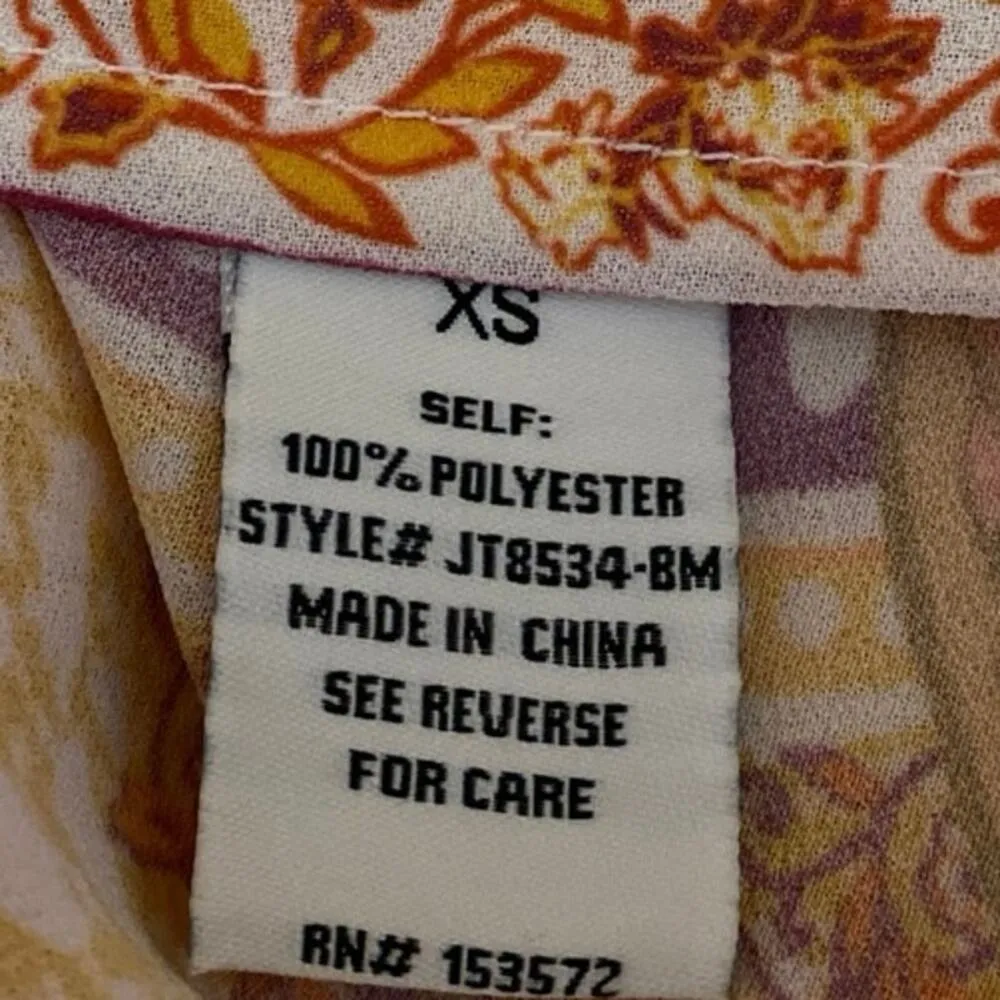 XS
SELF:
100% POLYESTER
STYLE# JT8534-BM
MADE IN CHINA
SEE REVERSE
FOR CARE
RN# 153572